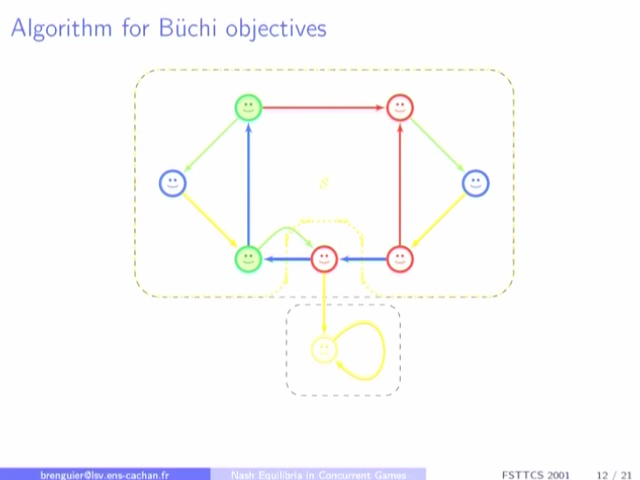 Algorithm for Büchi objectives
S
brenguier@lsv.ens-cachan.fr Nash Equilibria in Concurrent Games FSTTCS 2001 12 / 21